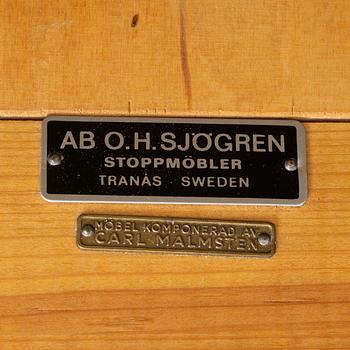 AB O.H. SJÖGREN
STOPPMÖBLER
TRANÅS SWEDEN
MÖBEL KOMPONERAD AV
CARL MALMSTEN